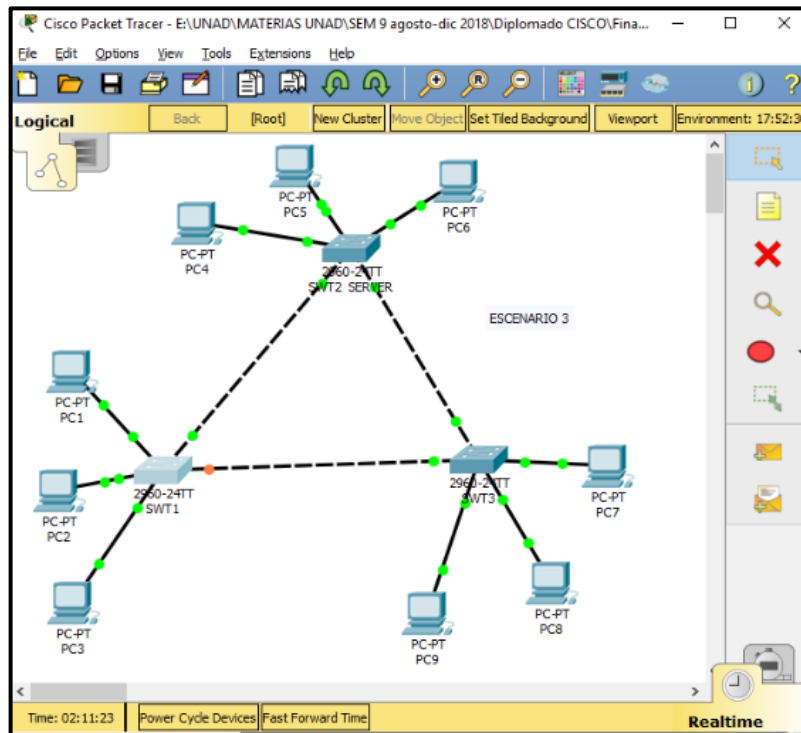 Cisco Packet Tracer - E:\UNAD\MATERIAS UNAD\SEM 9 agosto-dic 2018\Diplomado CISCO\Fina...
File Edit Options View Tools Extensions Help
Logical Back [Root] New Cluster Move Object Set Tiled Background Viewport Environment: 17:52:3
PC-PT
PC5
PC-PT
PC6
PC-PT
PC4
2960-24TT
SWT2 SERVER
ESCENARIO 3
PC-PT
PC1
2960-24TT
SWT1
2960-24TT
SWT3
PC-PT
PC7
PC-PT
PC2
PC-PT
PC3
PC-PT
PC8
PC-PT
PC9
Time: 02:11:23 Power Cycle Devices Fast Forward Time
Realtime